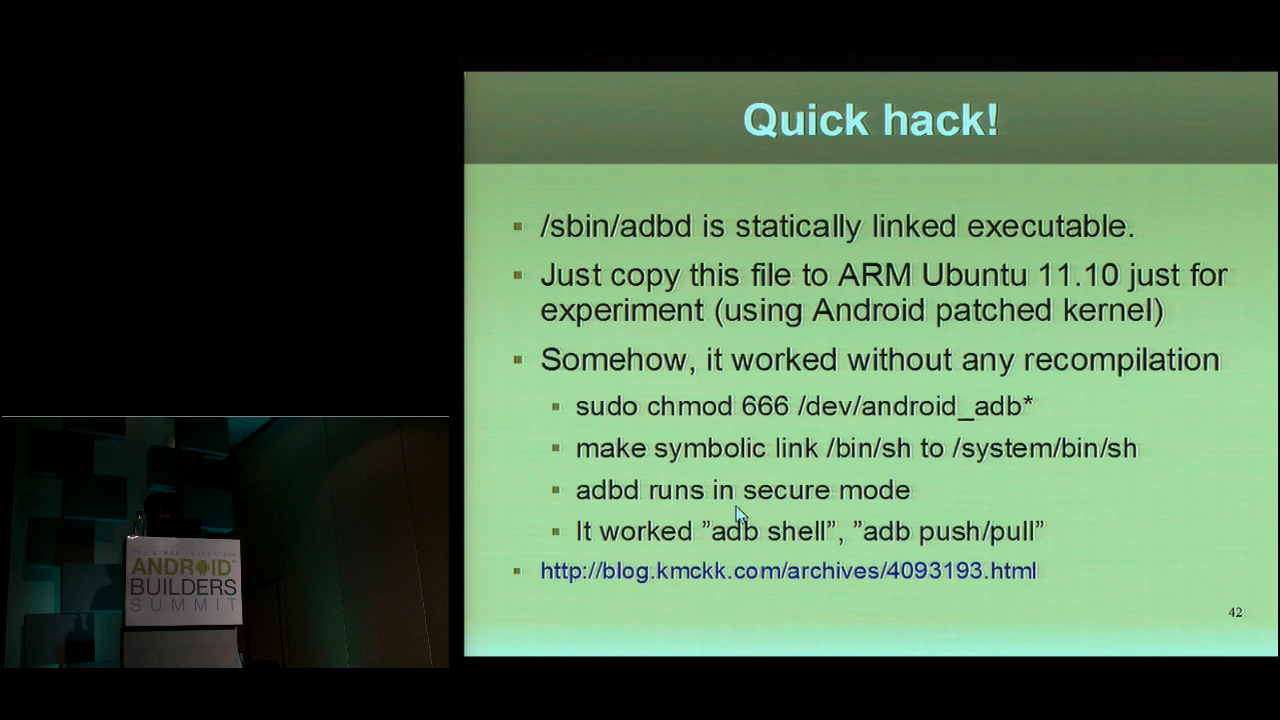 Quick hack!
/sbin/adbd is statically linked executable.
Just copy this file to ARM Ubuntu 11.10 just for
experiment (using Android patched kernel)
Somehow, it worked without any recompilation
sudo chmod 666 /dev/android_adb*
make symbolic link /bin/sh to /system/bin/sh
adbd runs in secure mode
It worked ”adb shell”, ”adb push/pull”
http://blog.kmckk.com/archives/4093193.html
42
THE LINUX FOUNDATION
ANDROID
BUILDERS
SUMMIT